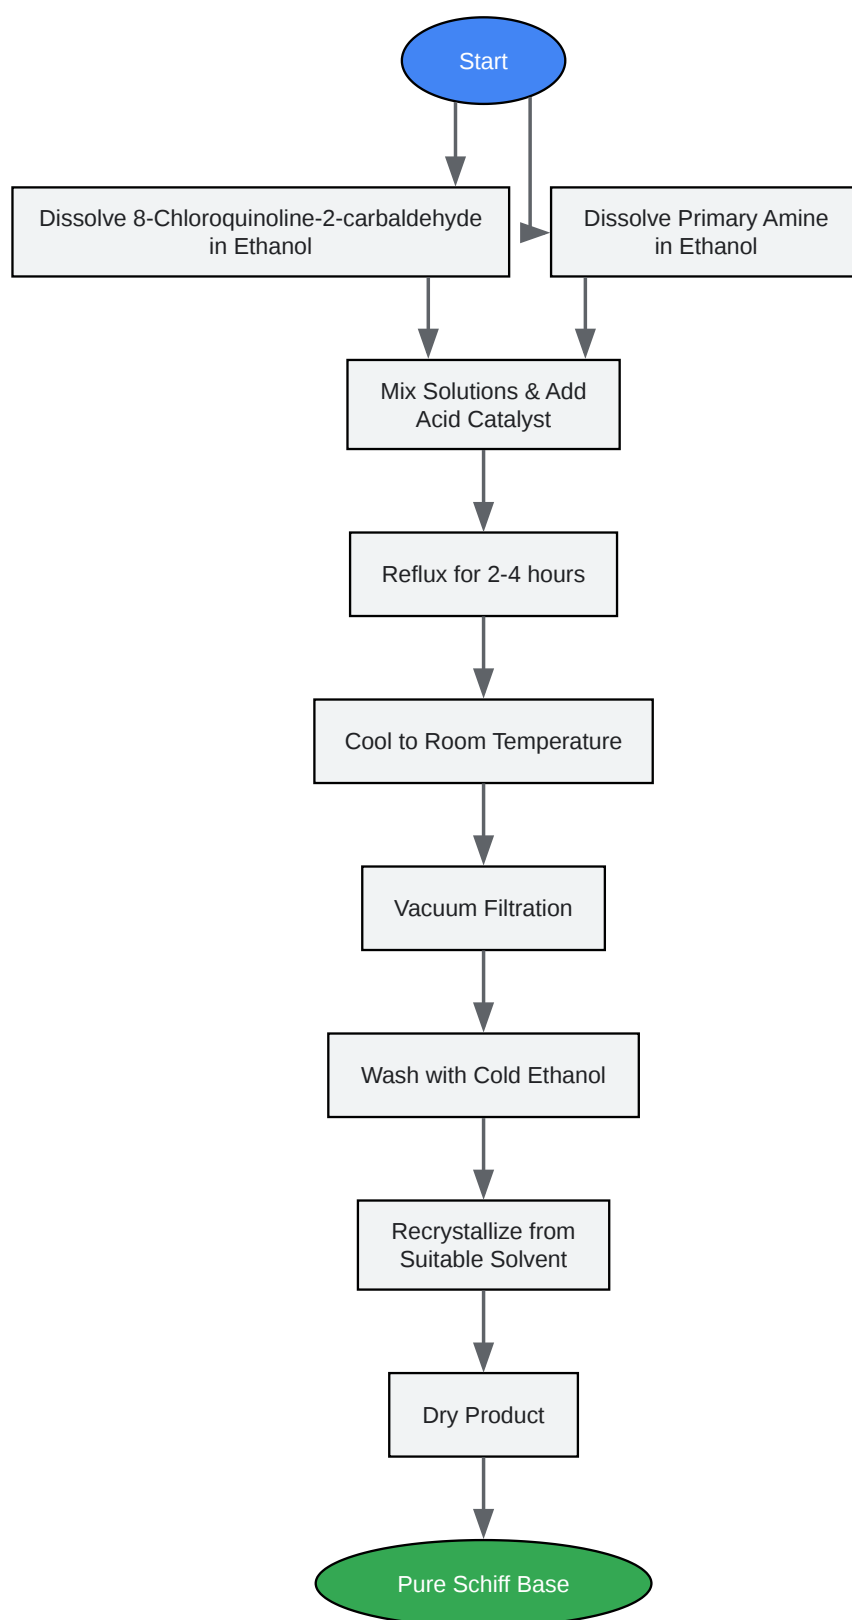 Start
Dissolve 8-Chloroquinoline-2-carbaldehyde
in Ethanol
Dissolve Primary Amine
in Ethanol
Mix Solutions & Add
Acid Catalyst
Reflux for 2-4 hours
Cool to Room Temperature
Vacuum Filtration
Wash with Cold Ethanol
Recrystallize from
Suitable Solvent
Dry Product
Pure Schiff Base